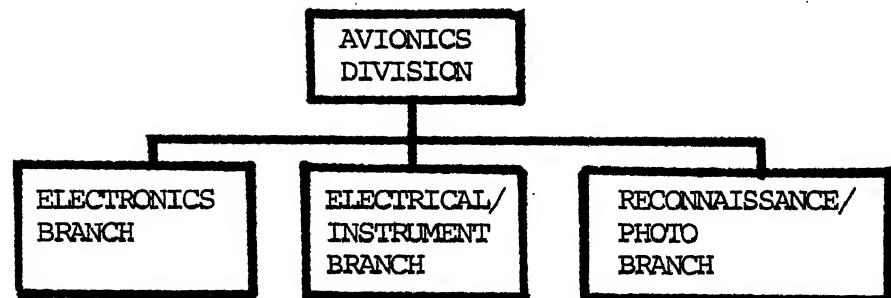 AVIONICS
DIVISION
ELECTRONICS
BRANCH
ELECTRICAL/
INSTRUMENT
BRANCH
RECONNAISSANCE/
PHOTO
BRANCH